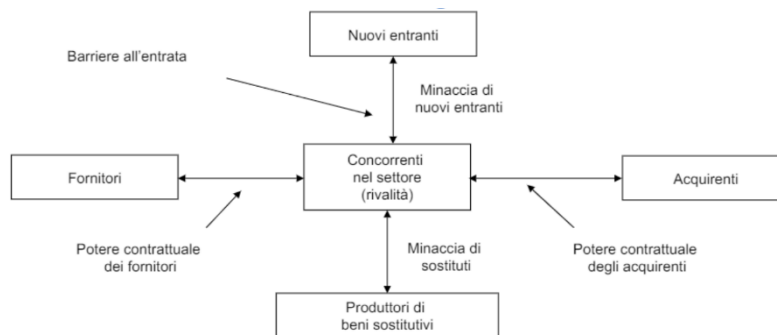 Nuovi entranti
Barriere all'entrata
Minaccia di
nuovi entranti
Fornitori
Concorrenti
nel settore
(rivalità)
Acquirenti
Potere contrattuale
dei fornitori
Minaccia di
sostituti
Potere contrattuale
degli acquirenti
Produttori di
beni sostitutivi